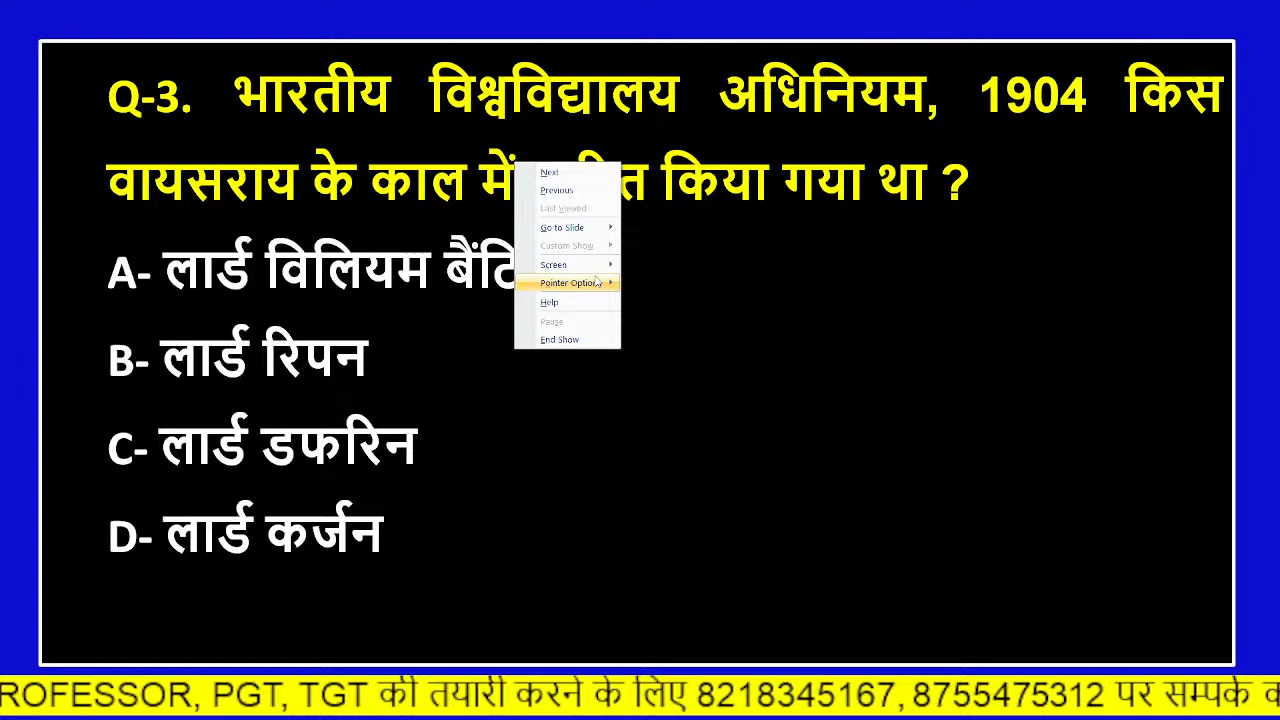 Q-3. भारतीय विश्वविद्यालय अधिनियम, 1904 किस
वायसराय के काल में किया गया था ?
A- लार्ड विलियम
B- लार्ड रिपन
C- लार्ड डफरिन
D- लार्ड कर्जन
Next
Previous
Last Viewed
Go to Slide
Custom Show
Screen
Pointer Options
Help
Pause
End Show
ROFESSOR, PGT, TGT की तयारी करने के लिए 8218345167, 8755475312 पर सम्पर्क